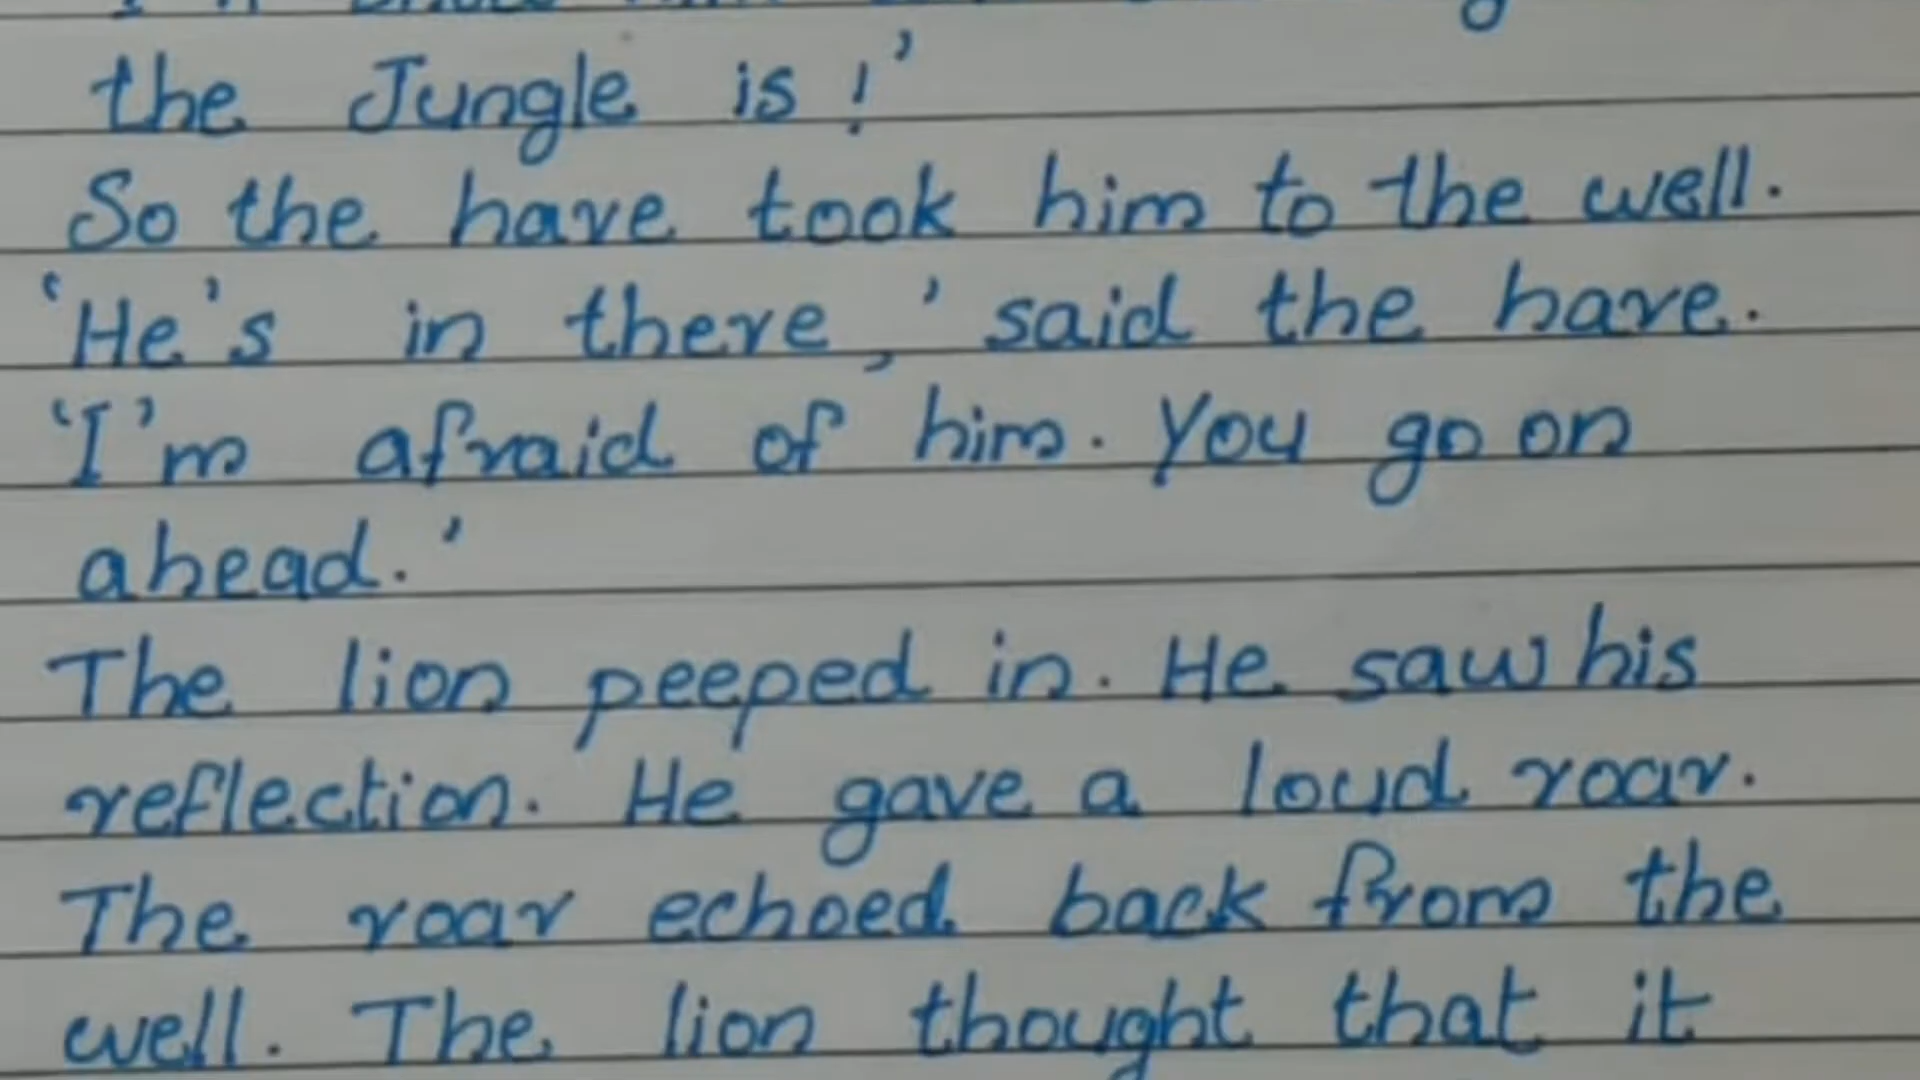 the Jungle is!'
So the hare took him to the well.
'He's in there,' said the hare.
'I'm afraid of him. You go on
ahead.'
The lion peeped in. He saw his
reflection. He gave a loud roar.
The roar echoed back from the
well. The lion thought that it